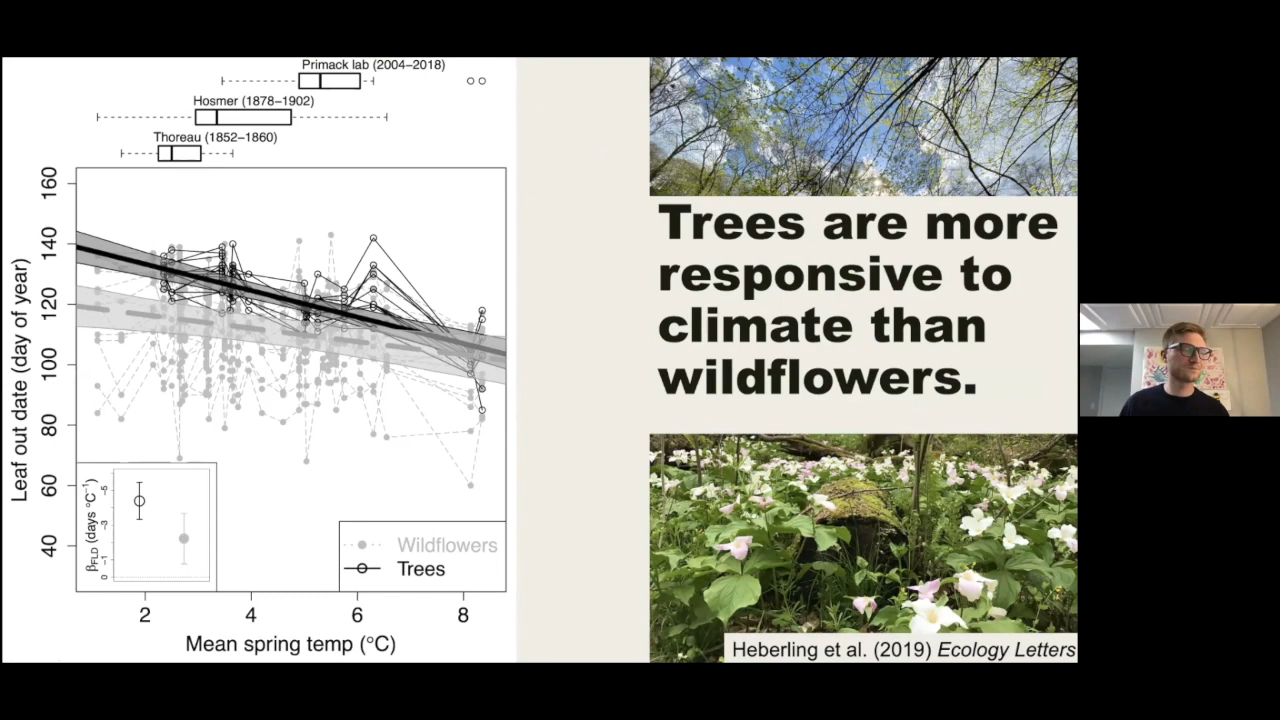 Primack lab (2004–2018)
Hosmer (1878–1902)
Thoreau (1852–1860)
Leaf out date (day of year)
160
140
120
100
80
60
40
βFLD (days °C⁻¹)
-5
-3
-1
0
Wildflowers
Trees
2 4 6 8
Mean spring temp (°C)
Trees are more
responsive to
climate than
wildflowers.
Heberling et al. (2019) Ecology Letters